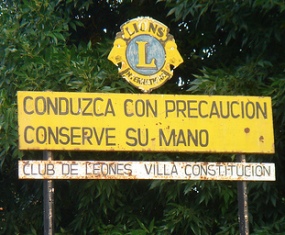 LIONS
L
INTERNATIONAL
CONDUZCA CON PRECAUCION
CONSERVE SU-MANO
CLUB DE LEONES VILLA CONSTITUCION